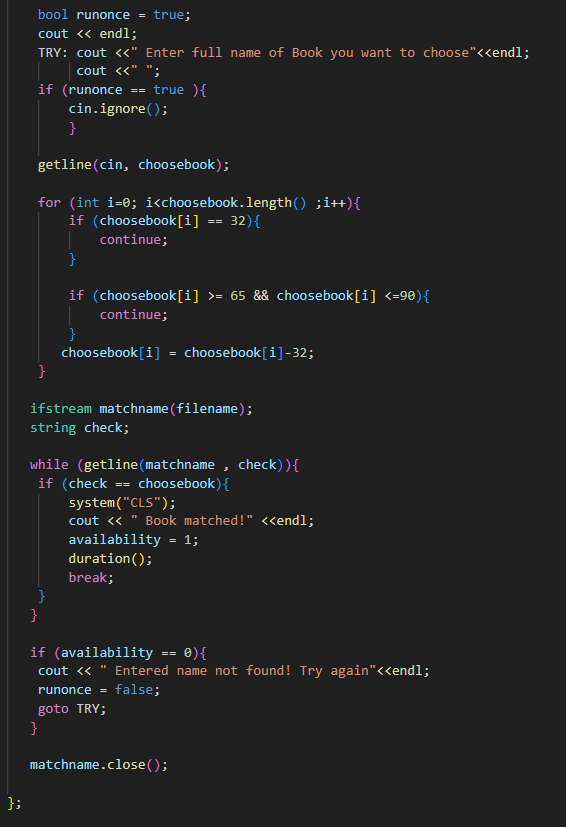 bool runonce = true;
cout << endl;
TRY: cout <<" Enter full name of Book you want to choose"<<endl;
cout <<" ";
if (runonce == true ){
cin.ignore();
}
getline(cin, choosebook);
for (int i=0; i<choosebook.length() ;i++){
if (choosebook[i] == 32){
continue;
}
if (choosebook[i] >= 65 && choosebook[i] <=90){
continue;
}
choosebook[i] = choosebook[i]-32;
}
ifstream matchname(filename);
string check;
while (getline(matchname , check)){
if (check == choosebook){
system("CLS");
cout << " Book matched!" <<endl;
availability = 1;
duration();
break;
}
}
if (availability == 0){
cout << " Entered name not found! Try again"<<endl;
runonce = false;
goto TRY;
}
matchname.close();
};